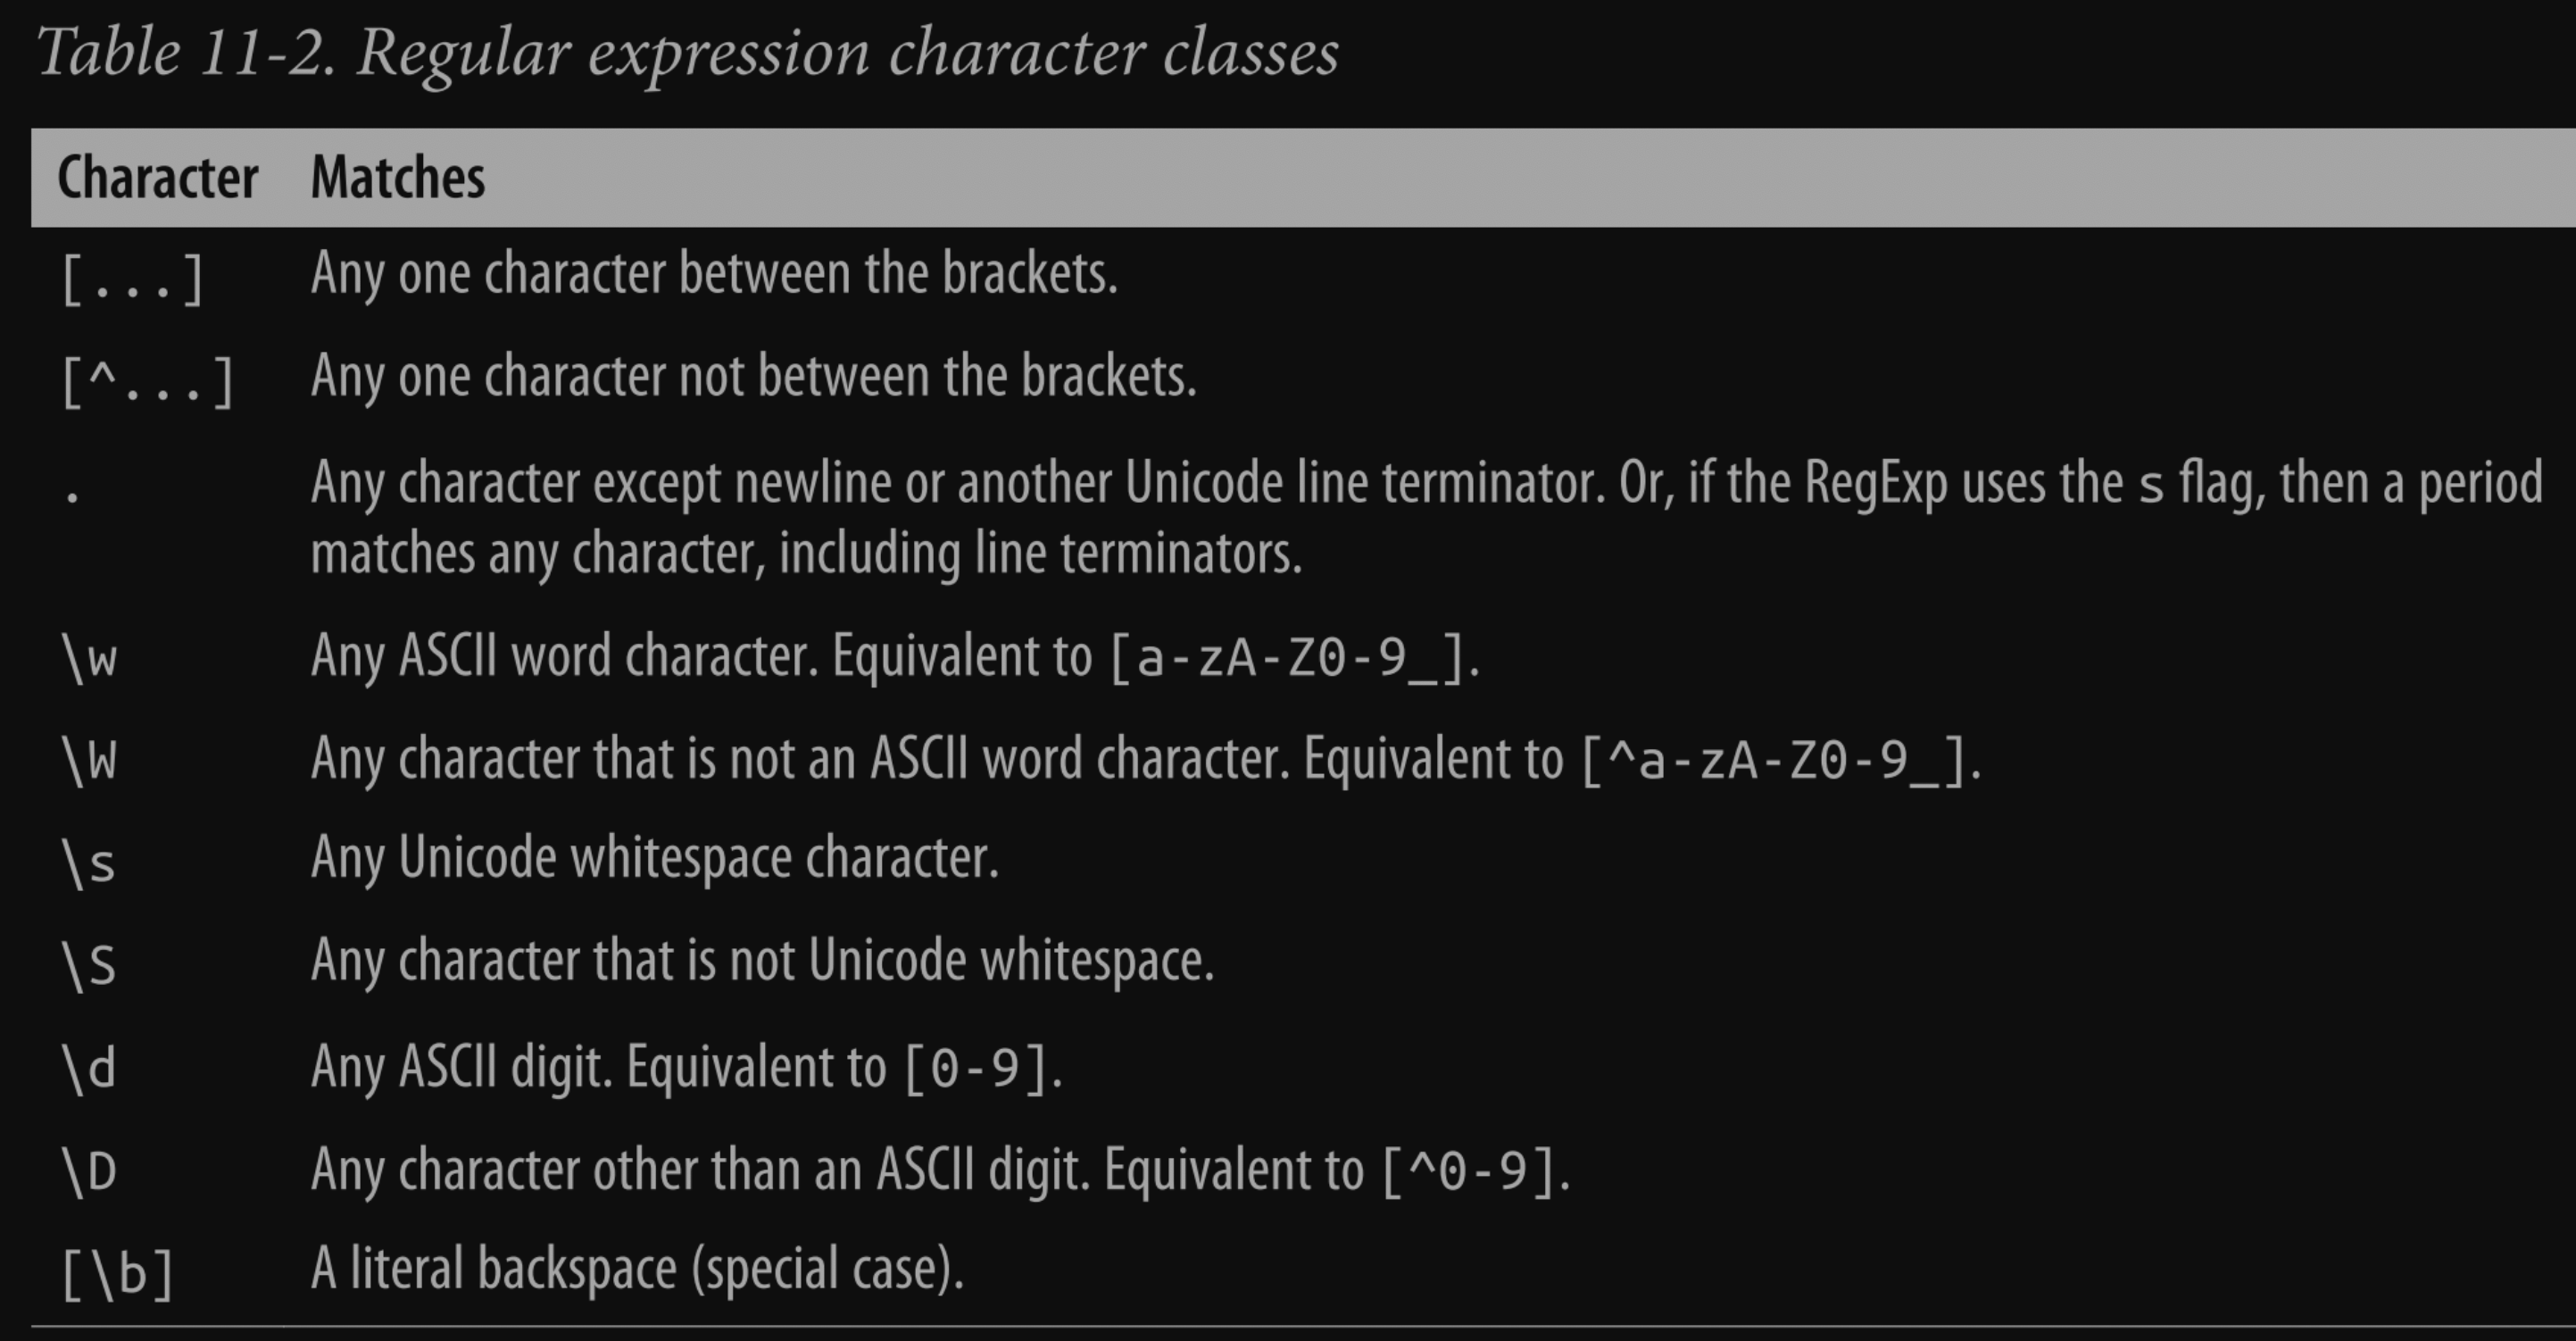 Table 11-2. Regular expression character classes
Character Matches
[...] Any one character between the brackets.
[^...] Any one character not between the brackets.
. Any character except newline or another Unicode line terminator. Or, if the RegExp uses the s flag, then a period
matches any character, including line terminators.
\w Any ASCII word character. Equivalent to [a-zA-Z0-9_].
\W Any character that is not an ASCII word character. Equivalent to [^a-zA-Z0-9_].
\s Any Unicode whitespace character.
\S Any character that is not Unicode whitespace.
\d Any ASCII digit. Equivalent to [0-9].
\D Any character other than an ASCII digit. Equivalent to [^0-9].
[\b] A literal backspace (special case).